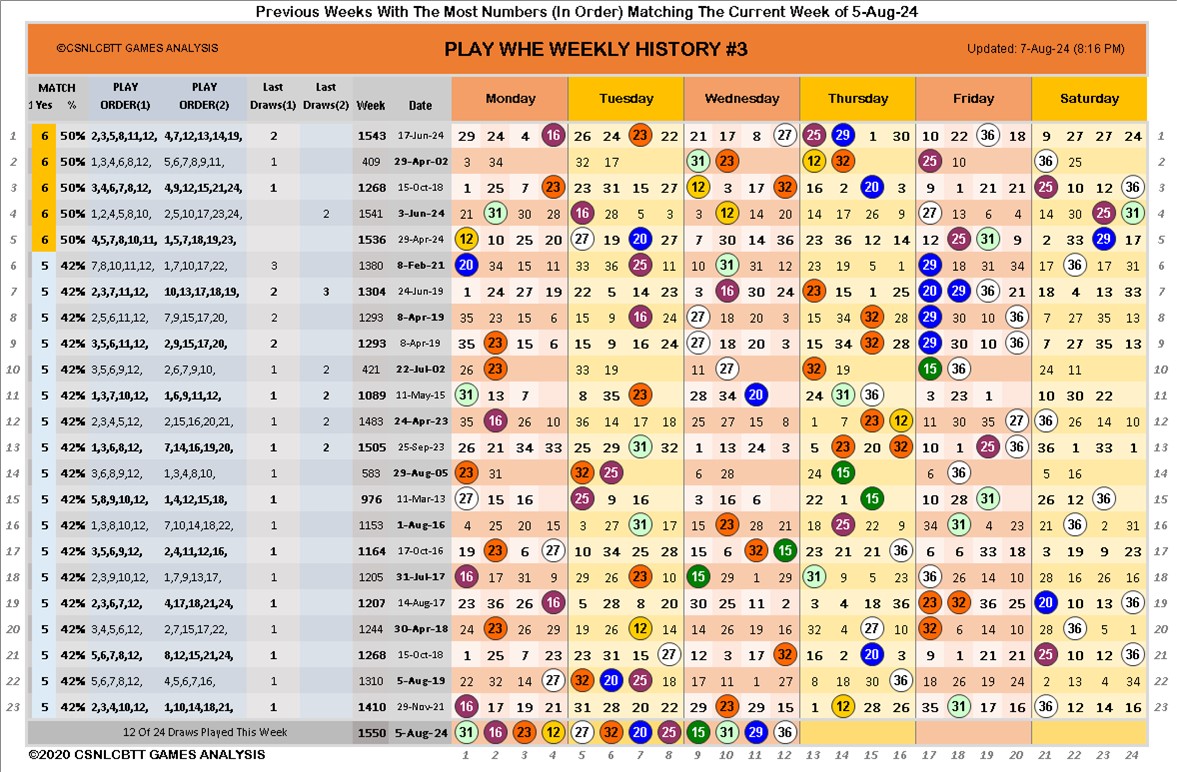 Previous Weeks With The Most Numbers (In Order) Matching The Current Week of 5-Aug-24
©CSNLCBTT GAMES ANALYSIS PLAY WHE WEEKLY HISTORY #3 Updated: 7-Aug-24 (8:16 PM)
MATCH PLAY PLAY Last Last
1 Yes % ORDER(1) ORDER(2) Draws(1) Draws(2) Week Date Monday Tuesday Wednesday Thursday Friday Saturday
1 6 50% 2,3,5,8,11,12, 4,7,12,13,14,19, 2 1543 17-Jun-24 29 24 4 16 26 24 23 22 21 17 8 27 25 29 1 30 10 22 36 18 9 27 27 24 1
2 6 50% 1,3,4,6,8,12, 5,6,7,8,9,11, 1 409 29-Apr-02 3 34 32 17 31 23 12 32 25 10 36 25 2
3 6 50% 3,4,6,7,8,12, 4,9,12,15,21,24, 1 1268 15-Oct-18 1 25 7 23 23 31 15 27 12 3 17 32 16 2 20 3 9 1 21 21 25 10 23 36 3
4 6 50% 1,2,4,5,8,10, 2,5,10,17,23,24, 2 1541 3-Jun-24 21 31 30 28 16 28 5 3 3 12 14 20 14 17 26 9 27 13 6 4 14 30 25 31 4
5 6 50% 4,5,7,8,10,11, 1,5,7,18,19,23, 1536 29-Apr-24 12 10 25 20 27 19 20 27 7 30 14 36 23 36 12 14 12 25 31 9 2 33 29 17 5
6 5 42% 7,8,10,11,12, 1,7,10,17,22, 3 1380 8-Feb-21 20 34 15 11 33 36 25 11 10 31 31 12 23 19 5 1 29 18 31 34 17 36 17 31 6
7 5 42% 2,3,7,11,12, 10,13,17,18,19, 2 3 1304 24-Jun-19 1 24 27 19 22 5 14 23 3 16 30 24 23 15 1 25 20 29 36 21 18 4 13 33 7
8 5 42% 2,5,6,11,12, 7,9,15,17,20, 2 1293 8-Apr-19 35 23 15 6 15 9 16 24 27 18 20 3 15 34 32 28 29 30 10 36 7 27 35 13 8
9 5 42% 3,5,6,11,12, 2,9,15,17,20, 2 1293 8-Apr-19 35 23 15 6 15 9 16 24 27 18 20 3 15 34 32 28 29 30 10 36 7 27 35 13 9
10 5 42% 3,5,6,9,12, 2,6,7,9,10, 1 2 421 22-Jul-02 26 23 33 19 11 27 32 19 15 36 24 11 10
11 5 42% 1,3,7,10,12, 1,6,9,11,12, 1 2 1089 11-May-15 31 13 7 8 35 23 28 34 20 24 31 36 3 23 1 10 30 22 11
12 5 42% 2,3,4,5,12, 2,15,16,20,21, 1 2 1483 24-Apr-23 35 16 26 10 36 14 17 18 25 27 15 8 1 7 23 12 11 30 35 27 36 26 14 10 12
13 5 42% 1,3,6,8,12, 7,14,16,19,20, 1 2 1505 25-Sep-23 26 21 34 33 25 29 31 32 1 13 24 3 5 23 20 32 10 1 25 36 36 1 33 1 13
14 5 42% 3,6,8,9,12, 1,3,4,8,10, 1 583 29-Aug-05 23 31 32 25 6 28 24 15 6 36 5 16 14
15 5 42% 5,8,9,10,12, 1,4,12,15,18, 1 976 11-Mar-13 27 15 16 25 9 16 3 16 6 22 1 15 10 28 31 26 12 36 15
16 5 42% 1,3,8,10,12, 7,10,14,18,22, 1 1153 1-Aug-16 4 25 20 15 3 27 31 17 15 23 28 21 18 25 22 9 34 31 4 23 21 36 2 31 16
17 5 42% 3,5,6,9,12, 2,4,11,12,16, 1 1164 17-Oct-16 19 23 6 27 10 34 25 28 15 6 32 15 23 21 21 36 6 6 33 18 3 19 9 23 17
18 5 42% 2,3,9,10,12, 1,7,9,13,17, 1 1205 31-Jul-17 16 17 31 9 29 26 23 10 15 29 1 29 31 9 5 23 36 26 14 10 28 16 26 16 18
19 5 42% 2,3,6,7,12, 4,17,18,21,24, 1 1207 14-Aug-17 23 36 26 16 5 28 8 20 30 25 11 2 3 4 18 36 23 32 36 25 20 10 13 36 19
20 5 42% 3,4,5,6,12, 2,7,15,17,22, 1 1244 30-Apr-18 24 23 26 29 19 26 12 10 14 26 19 16 32 4 27 10 32 6 14 10 28 36 5 1 20
21 5 42% 5,6,7,8,12, 8,12,15,21,24, 1 1268 15-Oct-18 1 25 7 23 23 31 15 27 12 3 17 32 16 2 20 3 9 1 21 21 25 10 12 36 21
22 5 42% 5,6,7,8,12, 4,5,6,7,16, 1 1310 5-Aug-19 22 32 14 27 32 20 25 18 17 11 1 27 8 18 30 36 18 26 19 24 1 13 4 34 22
23 5 42% 2,3,4,10,12, 1,10,14,18,21, 1 1410 29-Nov-21 16 17 19 21 31 28 20 22 29 23 29 15 1 12 28 26 35 31 17 16 36 12 14 16 23
12 Of 24 Draws Played This Week 1550 5-Aug-24 31 16 23 12 27 32 20 25 15 31 29 36
©2020 CSNLCBTT GAMES ANALYSIS 1 2 3 4 5 6 7 8 9 10 11 12 13 14 15 16 17 18 19 20 21 22 23 24